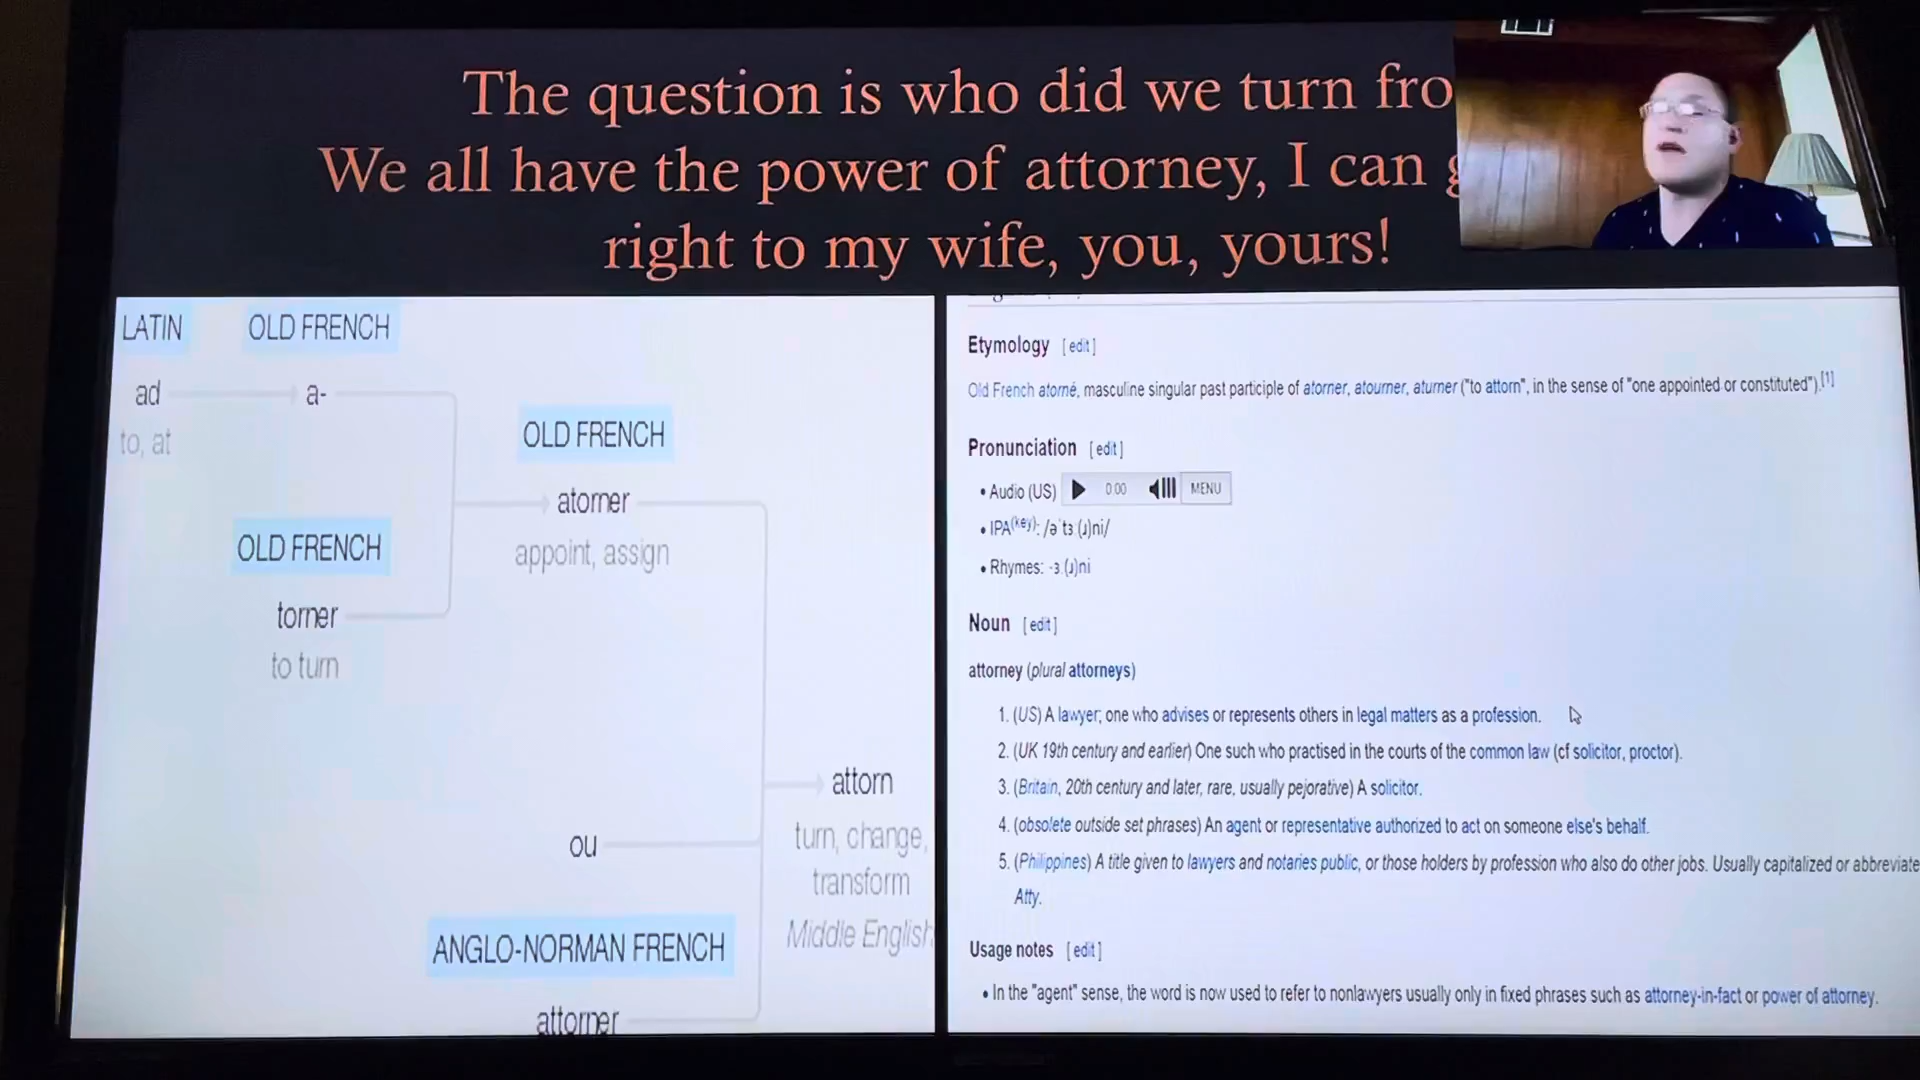 The question is who did we turn fro
We all have the power of attorney, I can
right to my wife, you, yours!
LATIN
OLD FRENCH
ad
a-
to, at
OLD FRENCH
atorner
appoint, assign
OLD FRENCH
torner
to turn
attorn
turn, change,
transform
Middle English
ou
ANGLO-NORMAN FRENCH
attorner
Etymology [edit]
Old French atorné, masculine singular past participle of atorner, atourner, aturner ("to attorn", in the sense of "one appointed or constituted").[1]
Pronunciation [edit]
• Audio (US) 0:00 MENU
• IPA(key): /əˈtɜː(ɹ)ni/
• Rhymes: -ɜː(ɹ)ni
Noun [edit]
attorney (plural attorneys)
1. (US) A lawyer; one who advises or represents others in legal matters as a profession.
2. (UK 19th century and earlier) One such who practised in the courts of the common law (cf solicitor, proctor).
3. (Britain, 20th century and later, rare, usually pejorative) A solicitor.
4. (obsolete outside set phrases) An agent or representative authorized to act on someone else's behalf.
5. (Philippines) A title given to lawyers and notaries public, or those holders by profession who also do other jobs. Usually capitalized or abbreviate
Atty.
Usage notes [edit]
• In the "agent" sense, the word is now used to refer to nonlawyers usually only in fixed phrases such as attorney-in-fact or power of attorney.